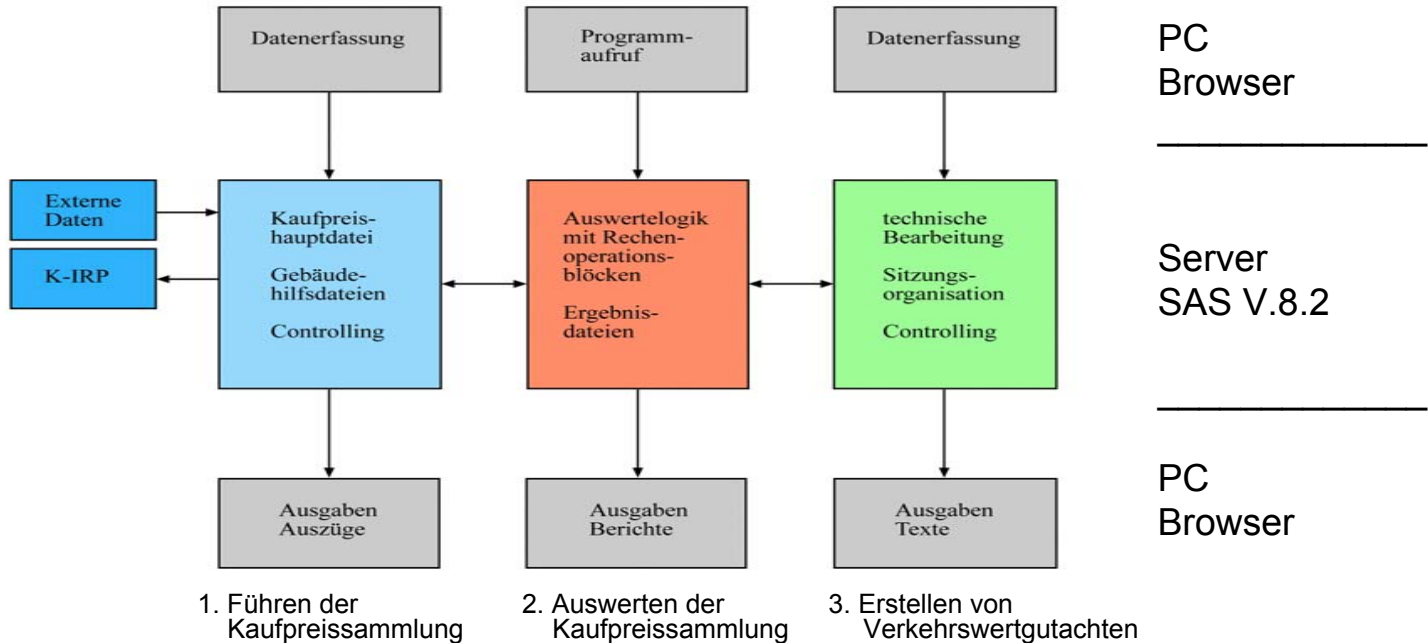 Datenerfassung
Programm-
aufruf
Datenerfassung
PC
Browser
Externe
Daten
K-IRP
Kaufpreis-
hauptdatei
Gebäude-
hilfsdateien
Controlling
Auswertelogik
mit Rechen-
operations-
blöcken
Ergebnis-
dateien
technische
Bearbeitung
Sitzungs-
organisation
Controlling
Server
SAS V.8.2
Ausgaben
Auszüge
Ausgaben
Berichte
Ausgaben
Texte
PC
Browser
1. Führen der
Kaufpreissammlung
2. Auswerten der
Kaufpreissammlung
3. Erstellen von
Verkehrswertgutachten